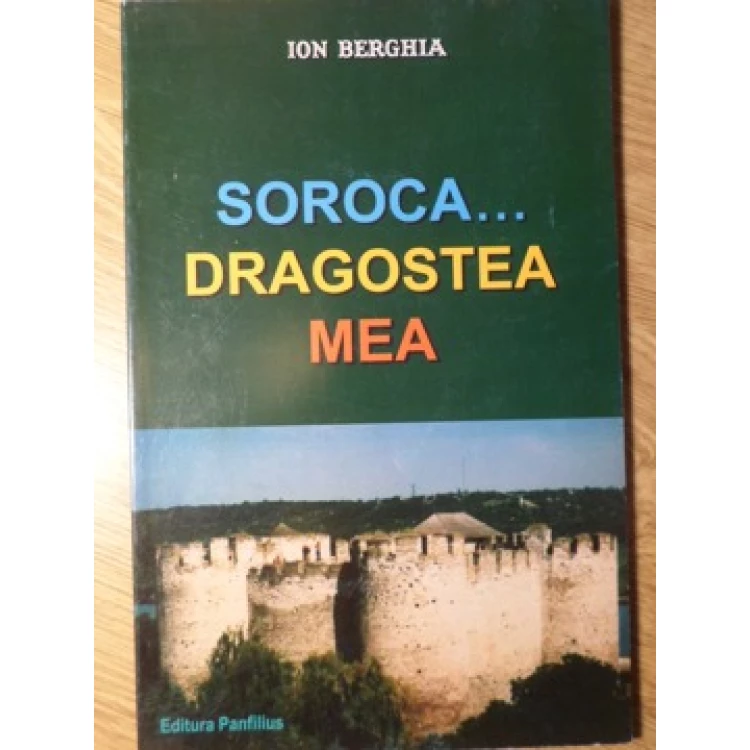 ION BERGHIA
SOROCA...
DRAGOSTEA
MEA
Editura Panfilius